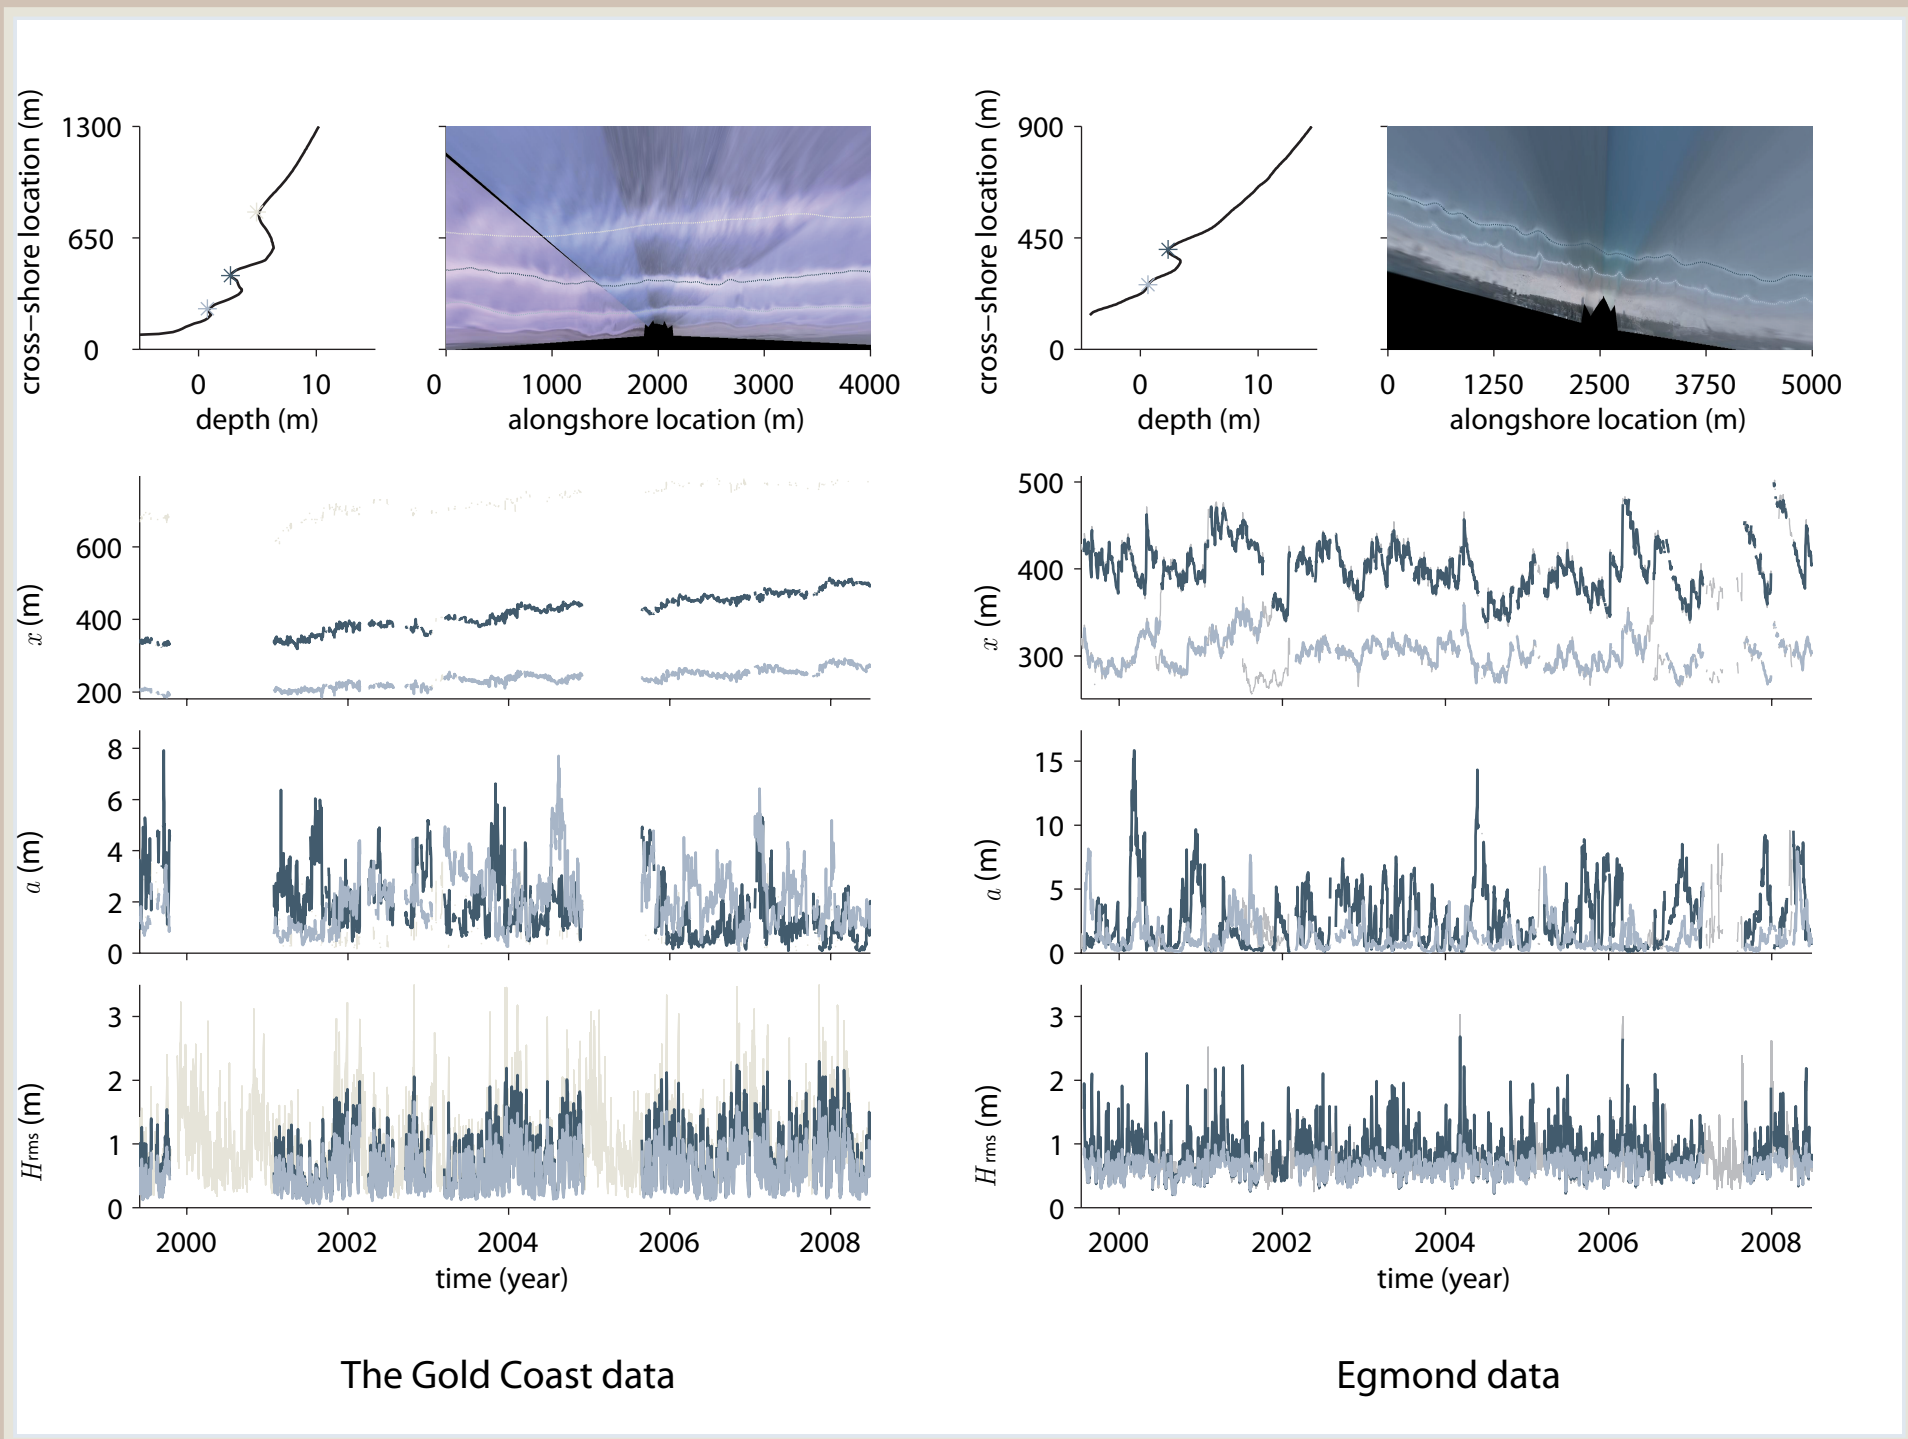 cross−shore location (m)
1300
650
0
0 10
depth (m)
0 1000 2000 3000 4000
alongshore location (m)
x (m)
600
400
200
a (m)
8
6
4
2
0
Hrms (m)
3
2
1
0
2000 2002 2004 2006 2008
time (year)
The Gold Coast data
cross−shore location (m)
900
450
0
0 10
depth (m)
0 1250 2500 3750 5000
alongshore location (m)
x (m)
500
400
300
a (m)
15
10
5
0
Hrms (m)
3
2
1
0
2000 2002 2004 2006 2008
time (year)
Egmond data